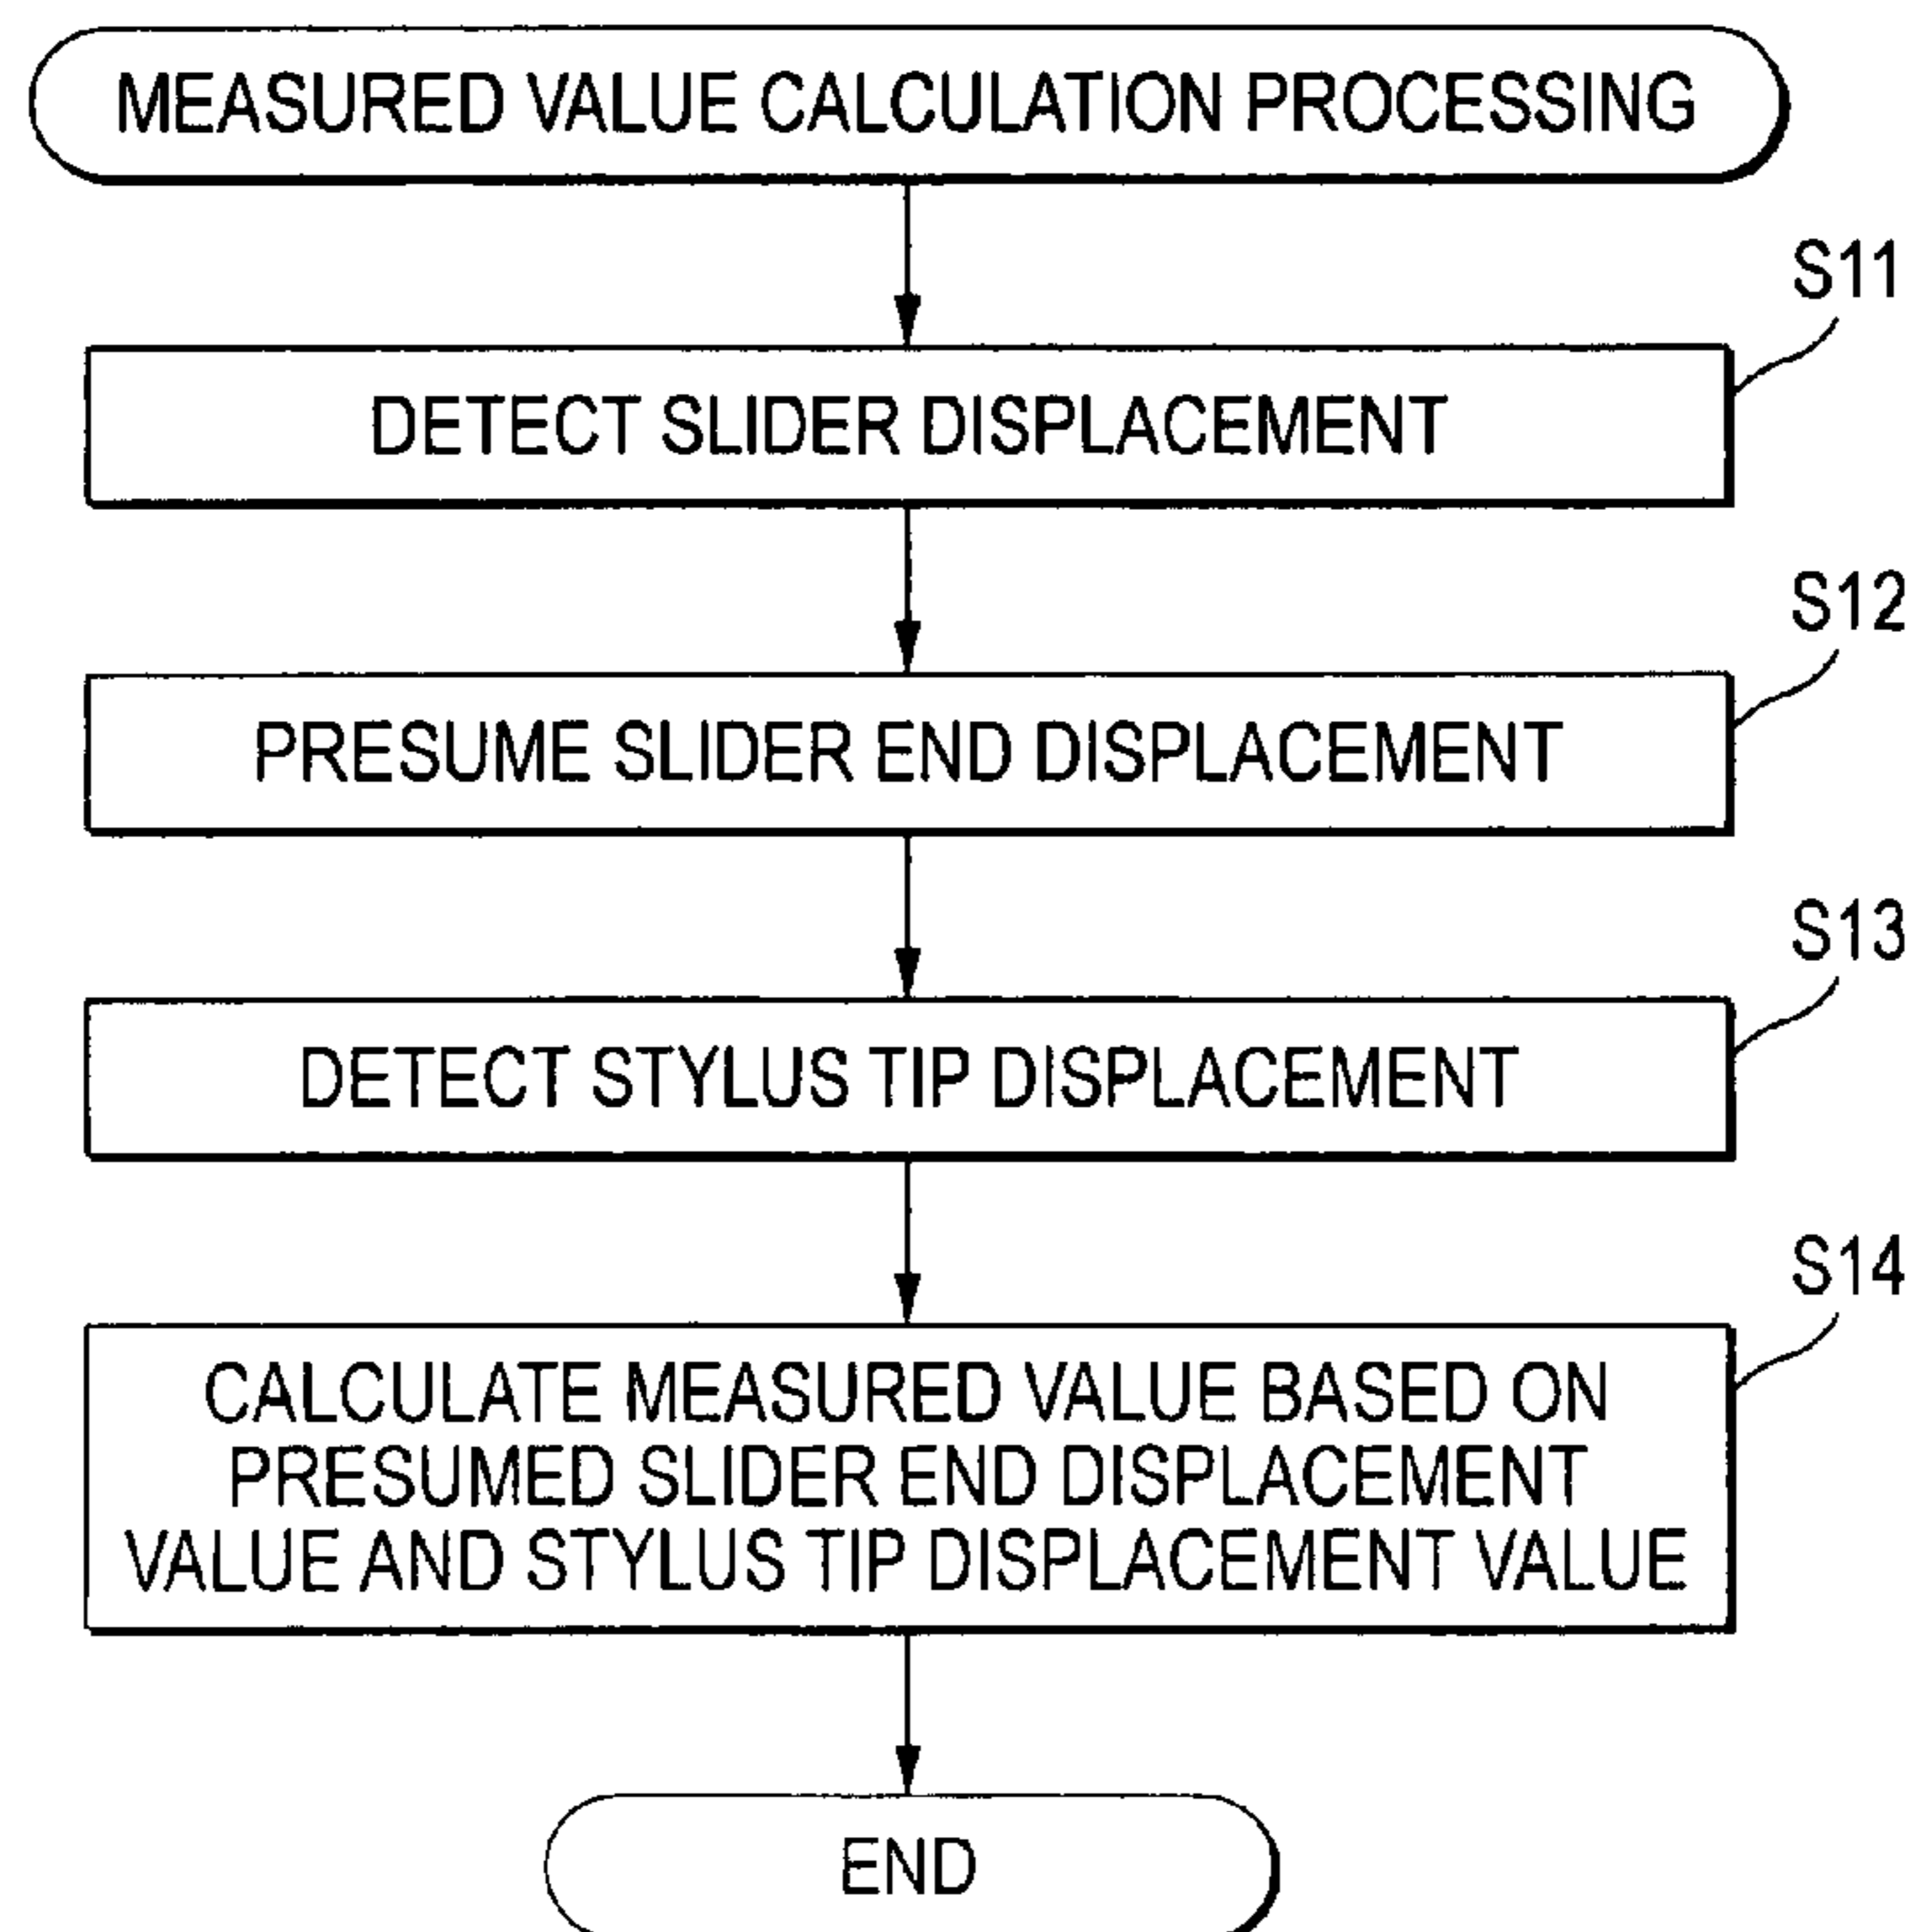 MEASURED VALUE CALCULATION PROCESSING
S11
DETECT SLIDER DISPLACEMENT
S12
PRESUME SLIDER END DISPLACEMENT
S13
DETECT STYLUS TIP DISPLACEMENT
S14
CALCULATE MEASURED VALUE BASED ON
PRESUMED SLIDER END DISPLACEMENT
VALUE AND STYLUS TIP DISPLACEMENT VALUE
END